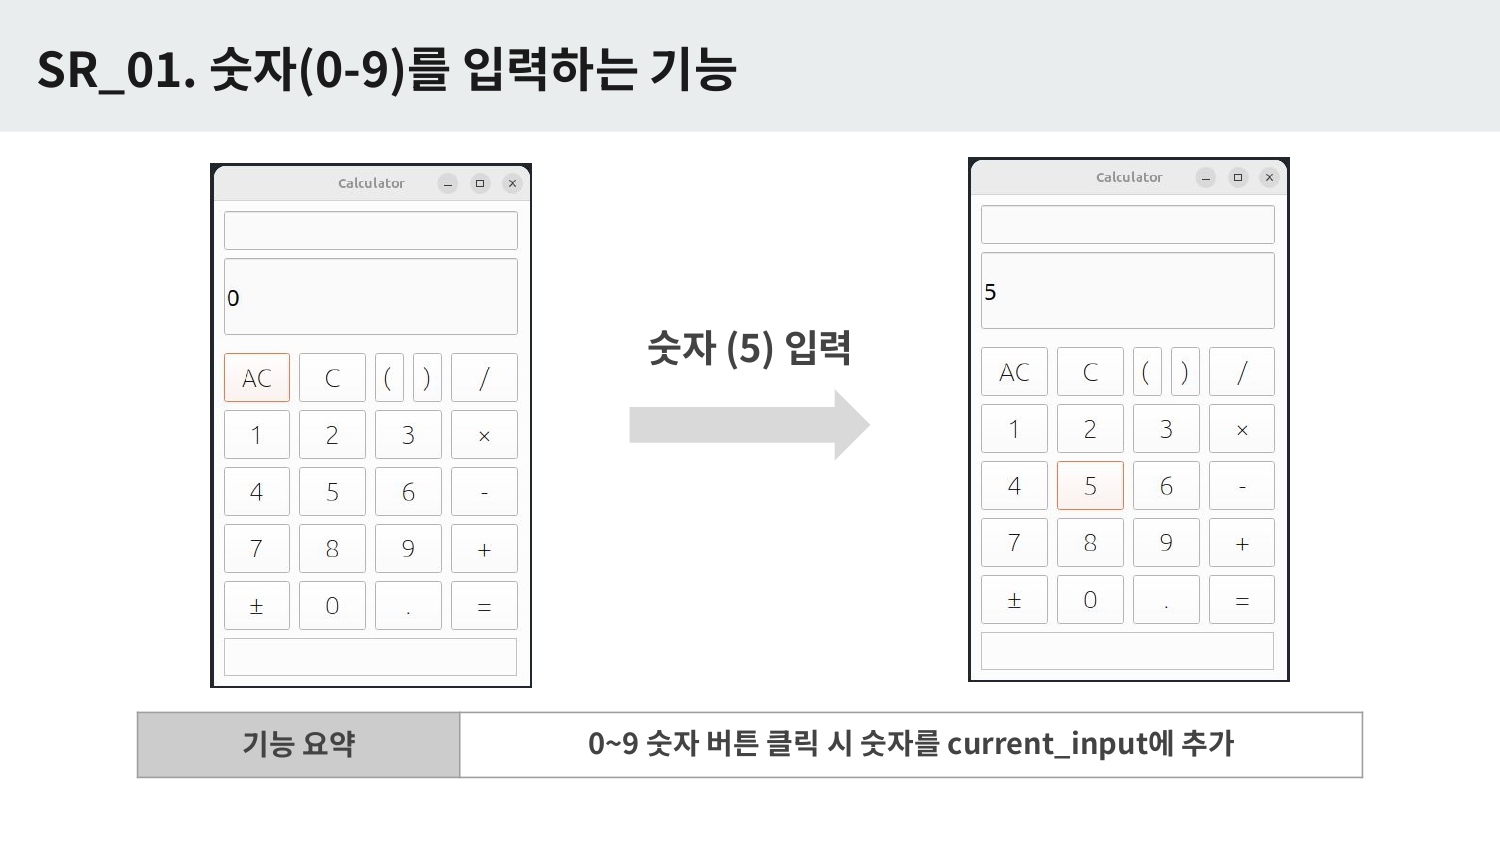 SR_01. 숫자(0-9)를 입력하는 기능
Calculator
0
AC C ( ) /
1 2 3 ×
4 5 6 -
7 8 9 +
± 0 . =
숫자 (5) 입력
Calculator
5
AC C ( ) /
1 2 3 ×
4 5 6 -
7 8 9 +
± 0 . =
기능 요약
0~9 숫자 버튼 클릭 시 숫자를 current_input에 추가